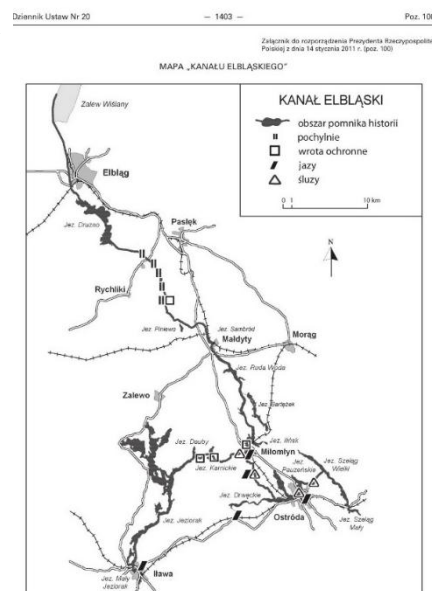 Dziennik Ustaw Nr 20 — 1403 — Poz. 100
Załącznik do rozporządzenia Prezydenta Rzeczypospolitej
Polskiej z dnia 14 stycznia 2011 r. (poz. 100)
MAPA „KANAŁU ELBLĄSKIEGO”
KANAŁ ELBLĄSKI
obszar pomnika historii
pochylnie
wrota ochronne
jazy
śluzy
0 1 10 km
N
Zalew Wiślany
Elbląg
Jez. Drużno
Pasłęk
Rychliki
Jez. Piniewo
Jez. Sambród
Małdyty
Morąg
Jez. Ruda Woda
Zalewo
Jez. Bartężek
Jez. Ilińsk
Jez. Dauby
Miłomłyn
Jez. Karnickie
Jez. Pauzeńskie
Jez. Szeląg
Wielki
Jez. Drwęckie
Ostróda
Jez. Jeziorak
Jez. Szeląg
Mały
Jez. Mały
Jeziorak
Iława